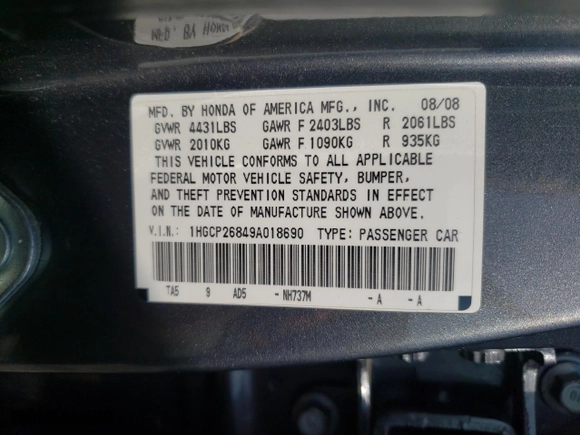 MFD. BY HONDA OF AMERICA MFG., INC. 08/08
GVWR 4431LBS GAWR F 2403LBS R 2061LBS
GVWR 2010KG GAWR F 1090KG R 935KG
THIS VEHICLE CONFORMS TO ALL APPLICABLE
FEDERAL MOTOR VEHICLE SAFETY, BUMPER,
AND THEFT PREVENTION STANDARDS IN EFFECT
ON THE DATE OF MANUFACTURE SHOWN ABOVE.
V.I.N.: 1HGCP26849A018690 TYPE: PASSENGER CAR
TA5 9 AD5 -NH737M -A -A